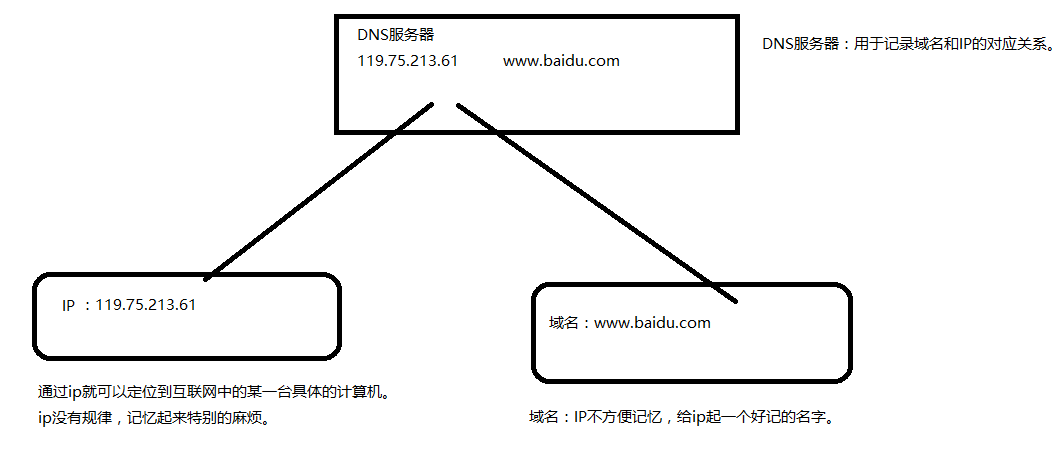 DNS服务器
119.75.213.61 www.baidu.com
DNS服务器：用于记录域名和IP的对应关系。
IP ：119.75.213.61
域名：www.baidu.com
通过ip就可以定位到互联网中的某一台具体的计算机。
ip没有规律，记忆起来特别的麻烦。
域名：IP不方便记忆，给ip起一个好记的名字。